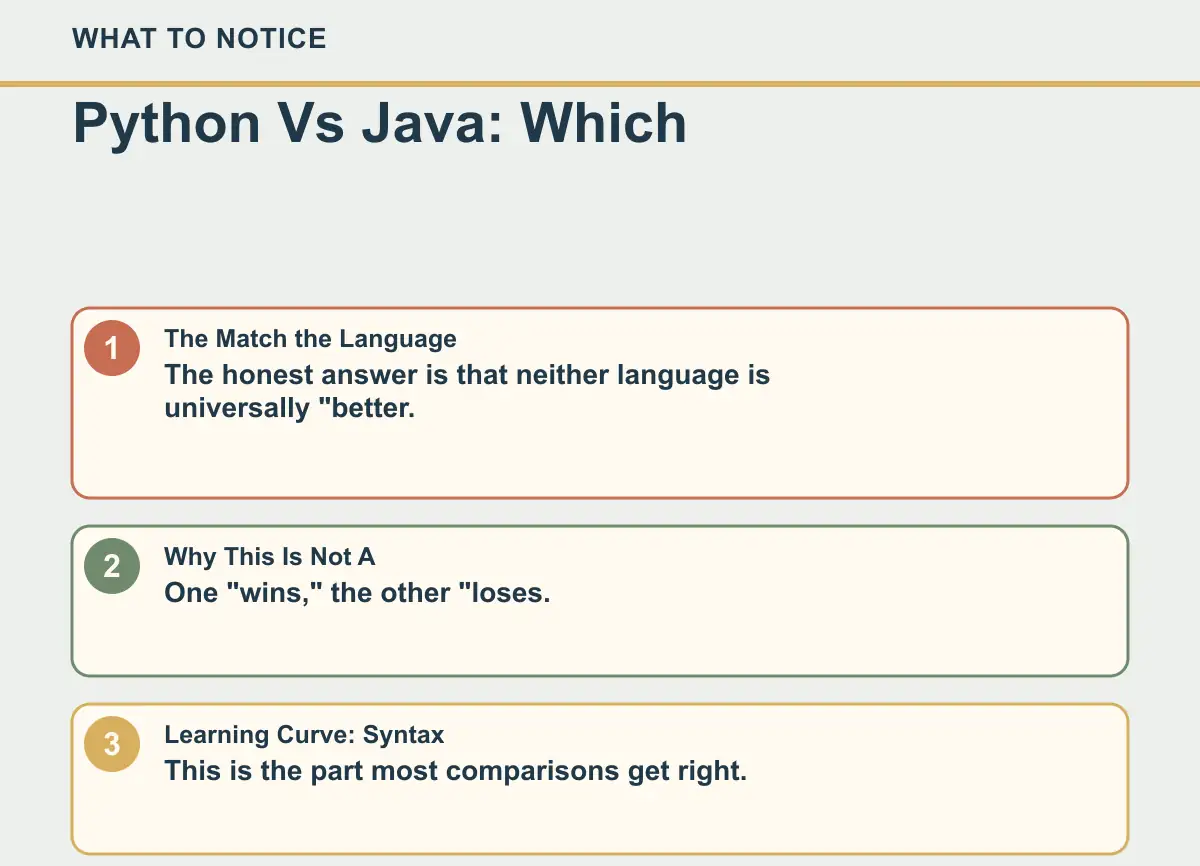 WHAT TO NOTICE
Python Vs Java: Which
1
The Match the Language
The honest answer is that neither language is
universally "better.
2
Why This Is Not A
One "wins," the other "loses.
3
Learning Curve: Syntax
This is the part most comparisons get right.